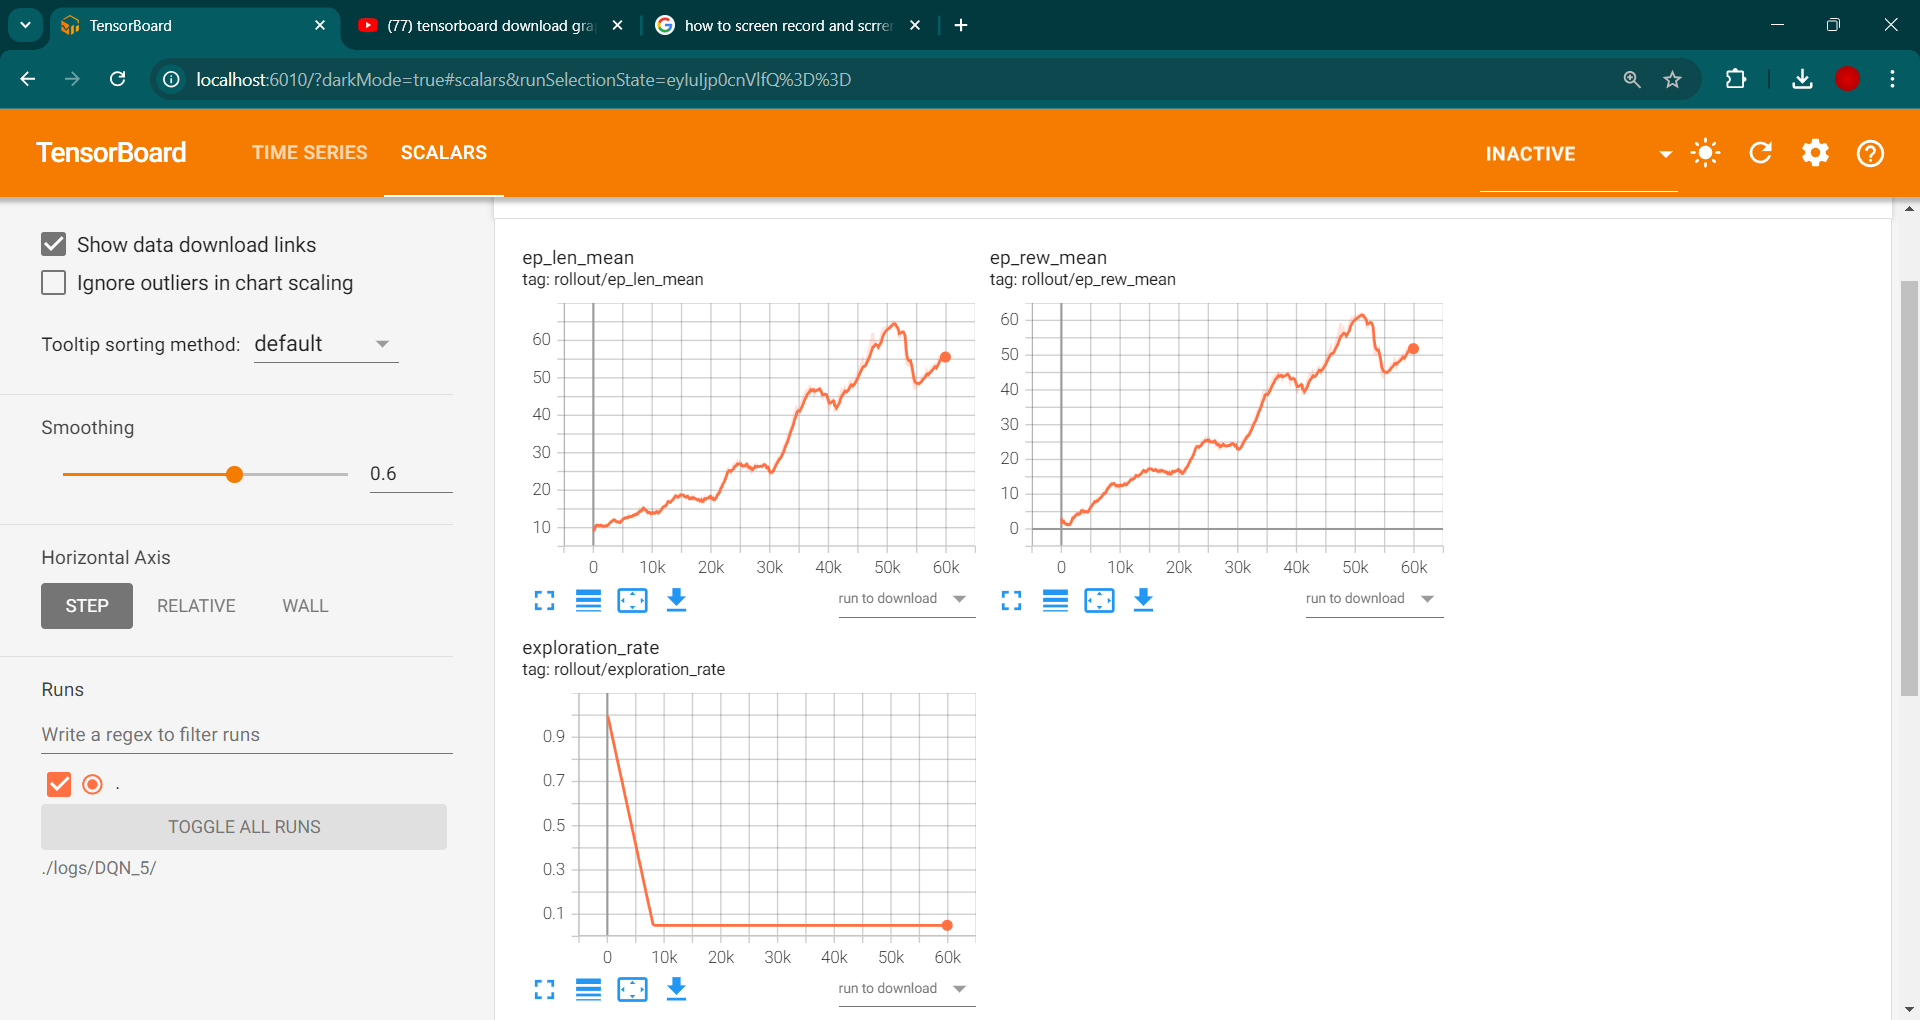 TensorBoard
(77) tensorboard download gra
how to screen record and scrre
localhost:6010/?darkMode=true#scalars&runSelectionState=eyIuIjp0cnVlfQ%3D%3D
TensorBoard
TIME SERIES
SCALARS
INACTIVE
Show data download links
Ignore outliers in chart scaling
Tooltip sorting method: default
Smoothing
0.6
Horizontal Axis
STEP RELATIVE WALL
Runs
Write a regex to filter runs
.
TOGGLE ALL RUNS
./logs/DQN_5/
ep_len_mean
tag: rollout/ep_len_mean
60
50
40
30
20
10
0 10k 20k 30k 40k 50k 60k
run to download
ep_rew_mean
tag: rollout/ep_rew_mean
60
50
40
30
20
10
0
0 10k 20k 30k 40k 50k 60k
run to download
exploration_rate
tag: rollout/exploration_rate
0.9
0.7
0.5
0.3
0.1
0 10k 20k 30k 40k 50k 60k
run to download